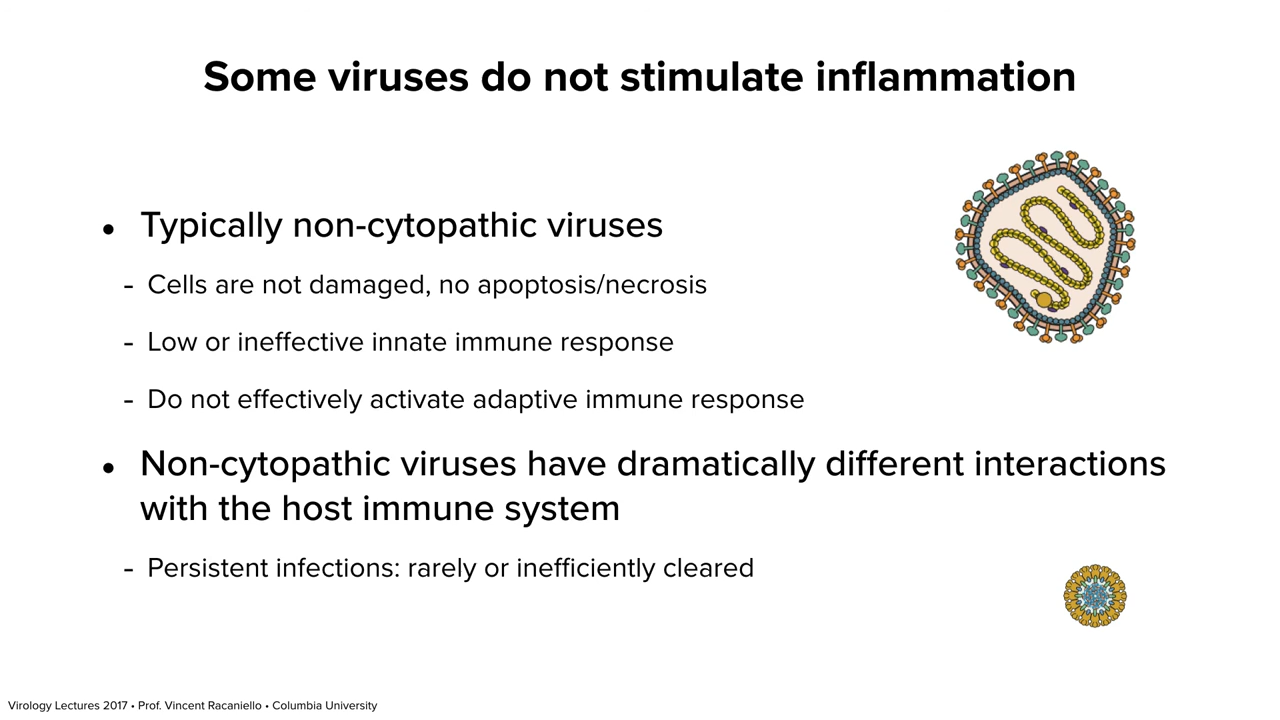 Some viruses do not stimulate inflammation
• Typically non-cytopathic viruses
- Cells are not damaged, no apoptosis/necrosis
- Low or ineffective innate immune response
- Do not effectively activate adaptive immune response
• Non-cytopathic viruses have dramatically different interactions
with the host immune system
- Persistent infections: rarely or inefficiently cleared
Virology Lectures 2017 • Prof. Vincent Racaniello • Columbia University